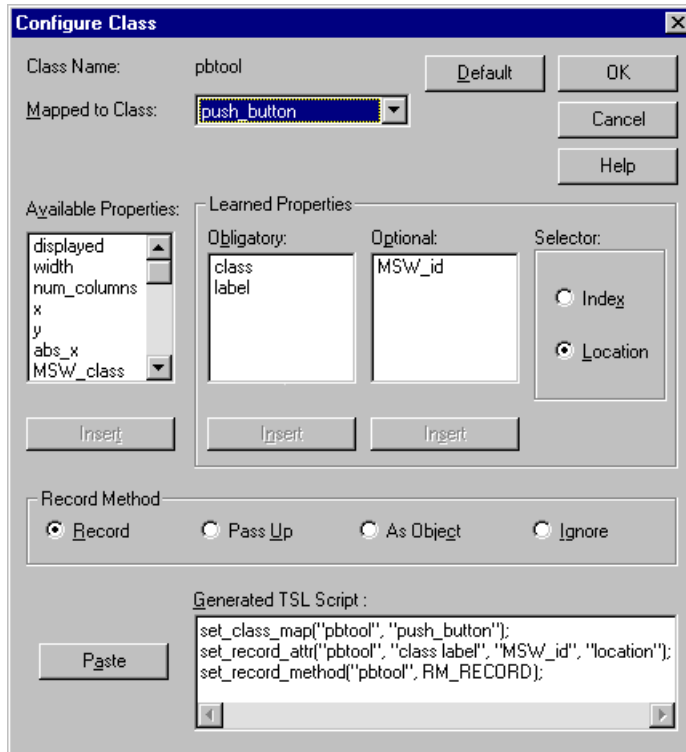 Configure Class
Class Name: pbtool Default OK
Mapped to Class: push_button Cancel
Help
Available Properties: Learned Properties
Obligatory: Optional: Selector:
displayed
width
num_columns
x
y
abs_x
MSW_class
class
label
MSW_id
Index
Location
Insert Insert Insert
Record Method
Record Pass Up As Object Ignore
Generated TSL Script :
Paste
set_class_map("pbtool", "push_button");
set_record_attr("pbtool", "class label", "MSW_id", "location");
set_record_method("pbtool", RM_RECORD);